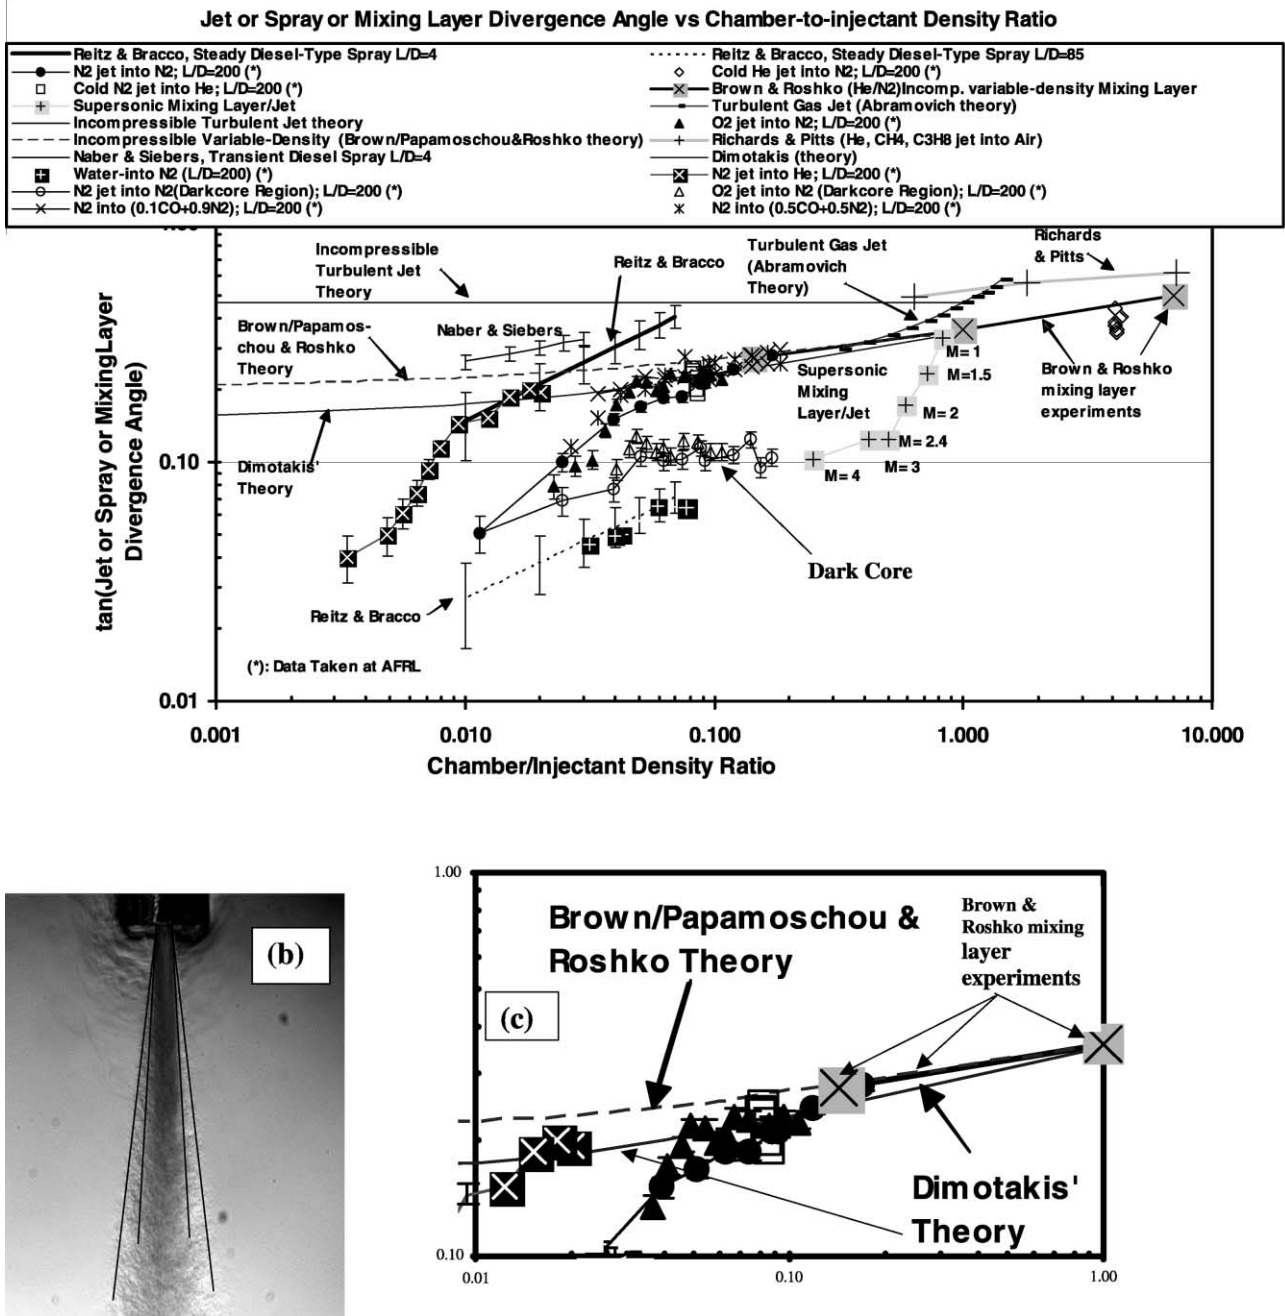 Jet or Spray or Mixing Layer Divergence Angle vs Chamber-to-injectant Density Ratio
Reitz & Bracco, Steady Diesel-Type Spray L/D=4
Reitz & Bracco, Steady Diesel-Type Spray L/D=85
N2 jet into N2; L/D=200 (*)
Cold He jet into N2; L/D=200 (*)
Cold N2 jet into He; L/D=200 (*)
Brown & Roshko (He/N2)Incomp. variable-density Mixing Layer
Supersonic Mixing Layer/Jet
Turbulent Gas Jet (Abramovich theory)
Incompressible Turbulent Jet theory
O2 jet into N2; L/D=200 (*)
Incompressible Variable-Density (Brown/Papamoschou&Roshko theory)
Richards & Pitts (He, CH4, C3H8 jet into Air)
Naber & Siebers, Transient Diesel Spray L/D=4
Dimotakis (theory)
Water-into N2 (L/D=200) (*)
N2 jet into He; L/D=200 (*)
N2 jet into N2(Darkcore Region); L/D=200 (*)
O2 jet into N2 (Darkcore Region); L/D=200 (*)
N2 into (0.1CO+0.9N2); L/D=200 (*)
N2 into (0.5CO+0.5N2); L/D=200 (*)
Incompressible
Turbulent Jet
Theory
Reitz & Bracco
Turbulent Gas Jet
(Abramovich
Theory)
Richards
& Pitts
Brown/Papamos-
chou & Roshko
Theory
Naber & Siebers
Supersonic
Mixing
Layer/Jet
M= 1
M=1.5
M= 2
M= 2.4
M= 3
M= 4
Brown & Roshko
mixing layer
experiments
Dimotakis'
Theory
0.10
Dark Core
Reitz & Bracco
(*): Data Taken at AFRL
0.01
tan(Jet or Spray or MixingLayer
Divergence Angle)
0.001
0.010
0.100
1.000
10.000
Chamber/Injectant Density Ratio
(b)
1.00
Brown/Papamoschou &
Roshko Theory
Brown &
Roshko mixing
layer
experiments
(c)
Dimotakis'
Theory
0.10
0.01
0.10
1.00